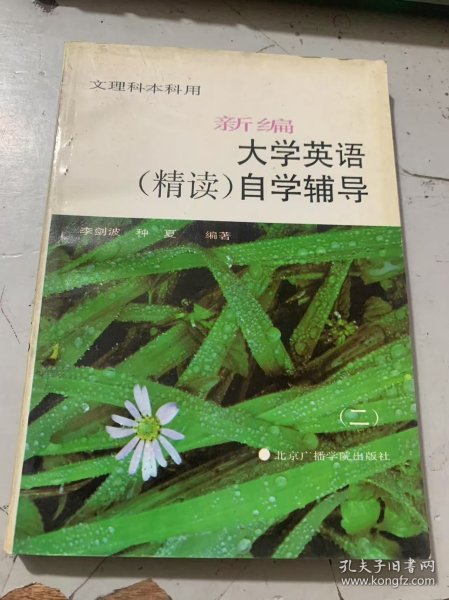 文理科本科用
新编
大学英语
（精读）自学辅导
李剑波 种夏 编著
（二）
北京广播学院出版社
孔夫子旧书网
www.kongfz.com